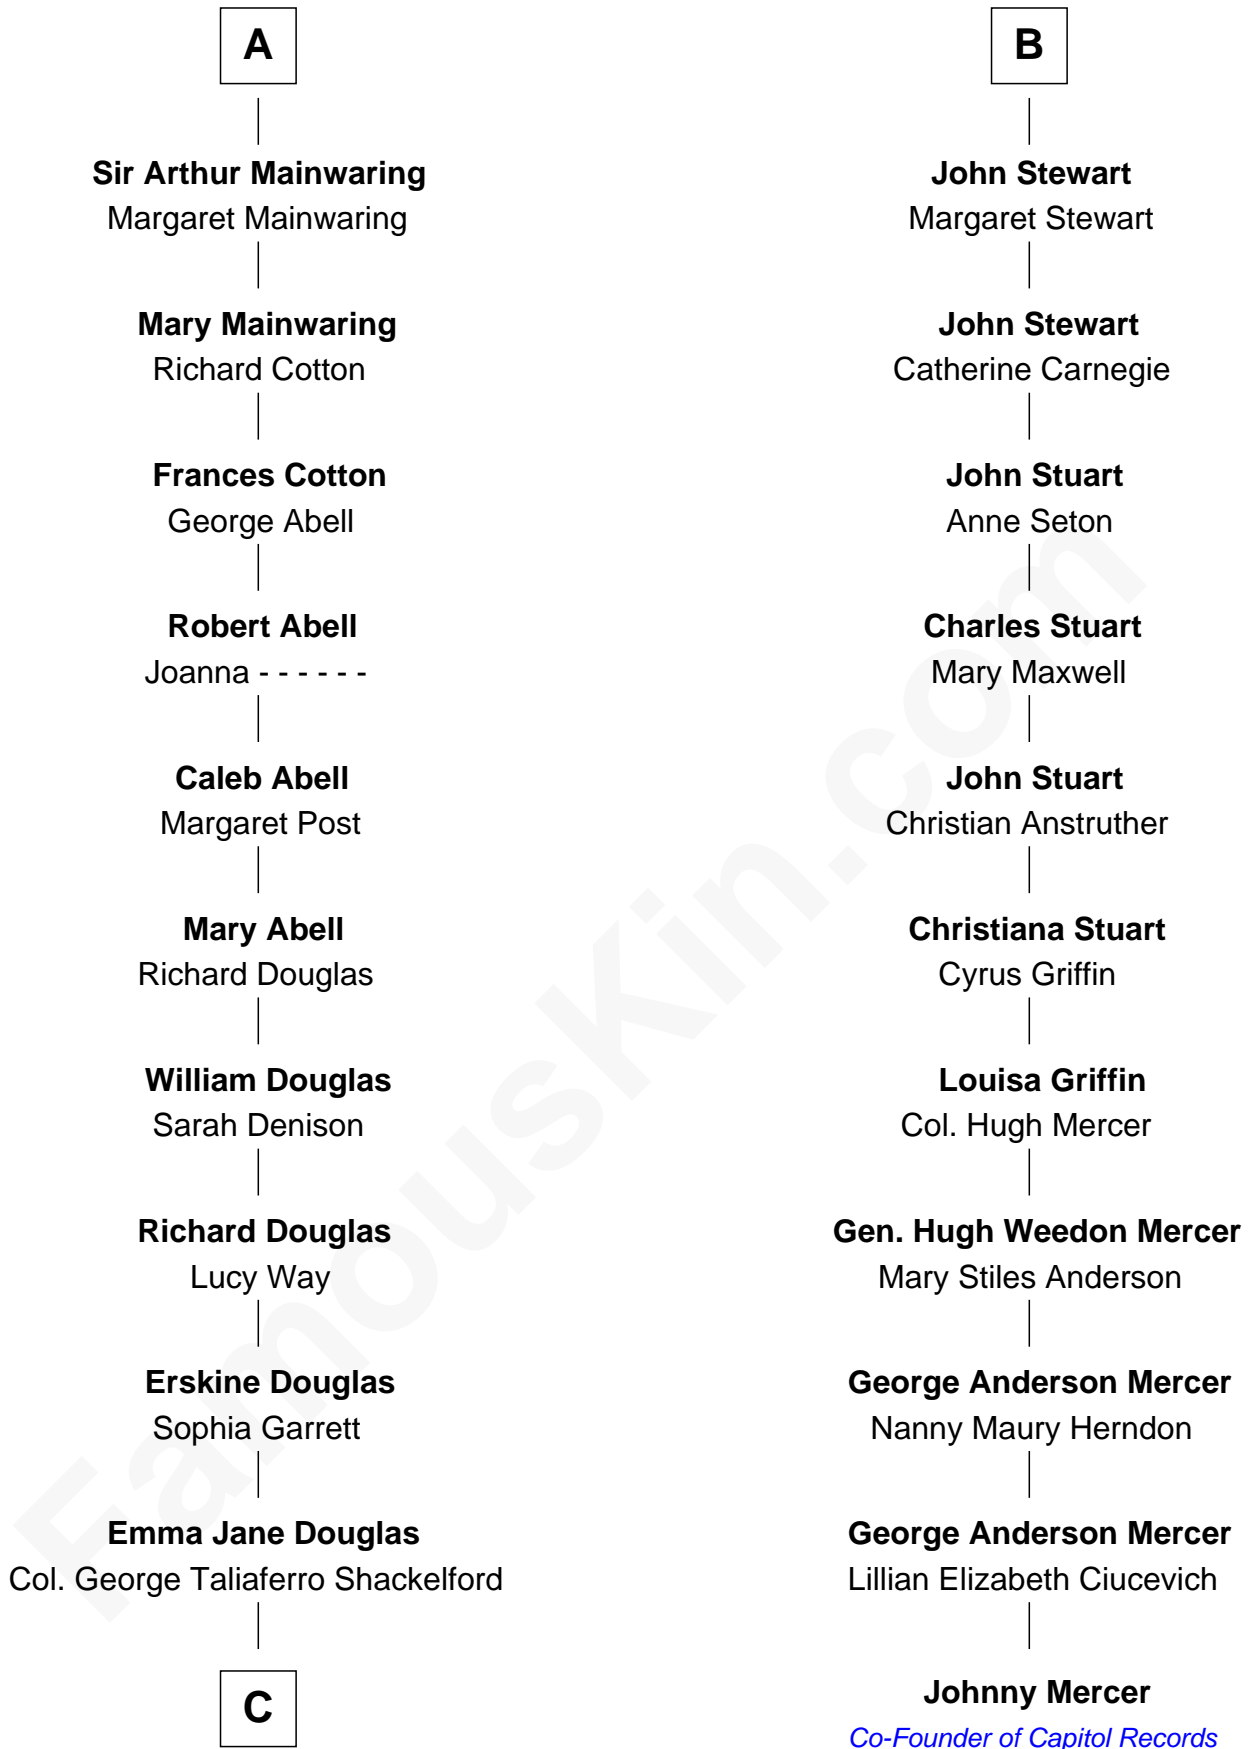 A
Sir Arthur Mainwaring
Margaret Mainwaring
Mary Mainwaring
Richard Cotton
Frances Cotton
George Abell
Robert Abell
Joanna - - - - - -
Caleb Abell
Margaret Post
Mary Abell
Richard Douglas
William Douglas
Sarah Denison
Richard Douglas
Lucy Way
Erskine Douglas
Sophia Garrett
Emma Jane Douglas
Col. George Taliaferro Shackelford
C
B
John Stewart
Margaret Stewart
John Stewart
Catherine Carnegie
John Stuart
Anne Seton
Charles Stuart
Mary Maxwell
John Stuart
Christian Anstruther
Christiana Stuart
Cyrus Griffin
Louisa Griffin
Col. Hugh Mercer
Gen. Hugh Weedon Mercer
Mary Stiles Anderson
George Anderson Mercer
Nanny Maury Herndon
George Anderson Mercer
Lillian Elizabeth Ciucevich
Johnny Mercer
Co-Founder of Capitol Records
FamousKin.com